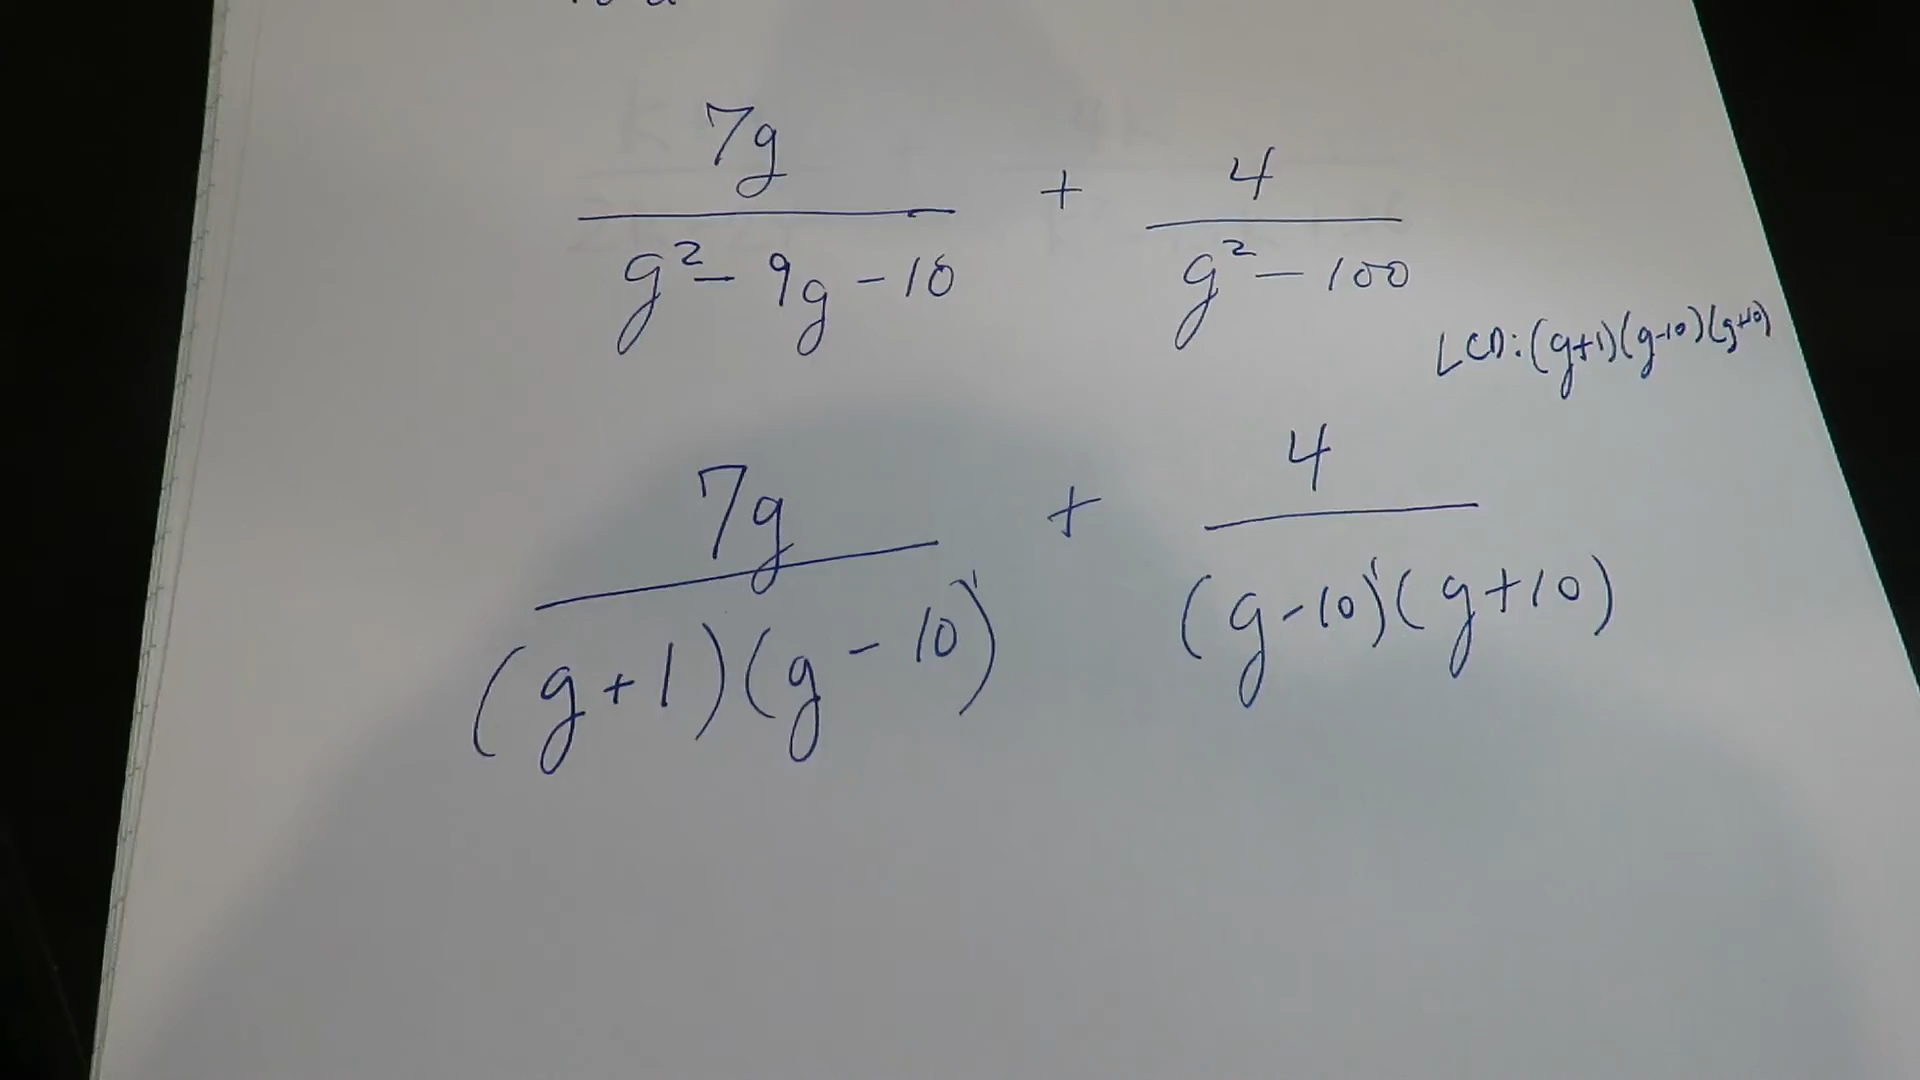 7g + 4
g² - 9g - 10 g² - 100
LCD: (g+1)(g-10)(g+10)
7g + 4
(g+1)(g-10) (g-10)(g+10)